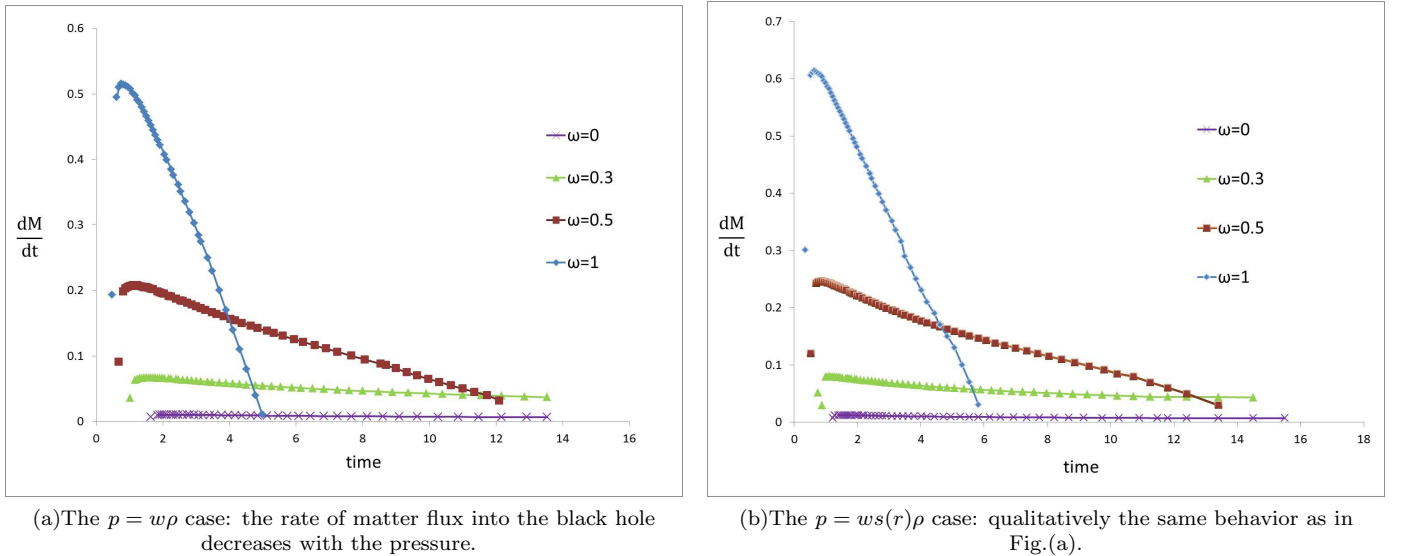 0.6
0.5
0.4
0.3
0.2
0.1
0
dM
dt
0 2 4 6 8 10 12 14 16
time
ω=0
ω=0.3
ω=0.5
ω=1
(a)The p = wρ case: the rate of matter flux into the black hole
decreases with the pressure.
0.7
0.6
0.5
0.4
0.3
0.2
0.1
0
dM
dt
0 2 4 6 8 10 12 14 16 18
time
ω=0
ω=0.3
ω=0.5
ω=1
(b)The p = ws(r)ρ case: qualitatively the same behavior as in
Fig.(a).